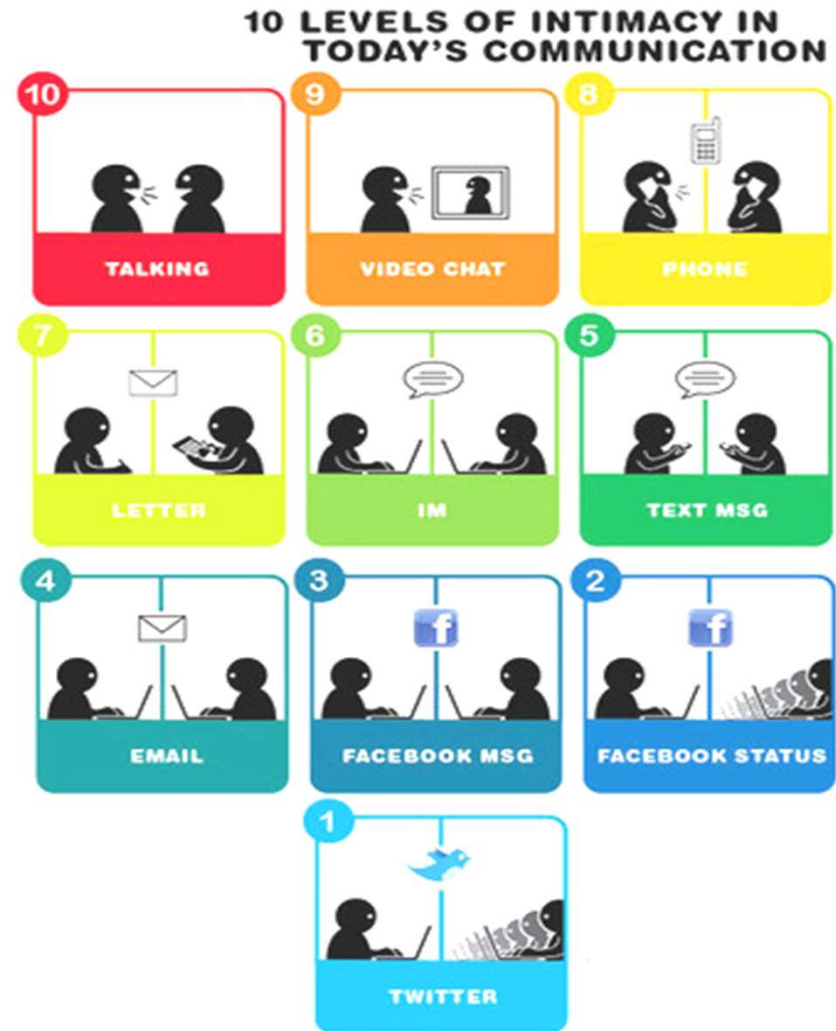 10 LEVELS OF INTIMACY IN
TODAY'S COMMUNICATION
10
TALKING
9
VIDEO CHAT
8
PHONE
7
LETTER
6
IM
5
TEXT MSG
4
EMAIL
3
f
FACEBOOK MSG
2
f
FACEBOOK STATUS
1
TWITTER